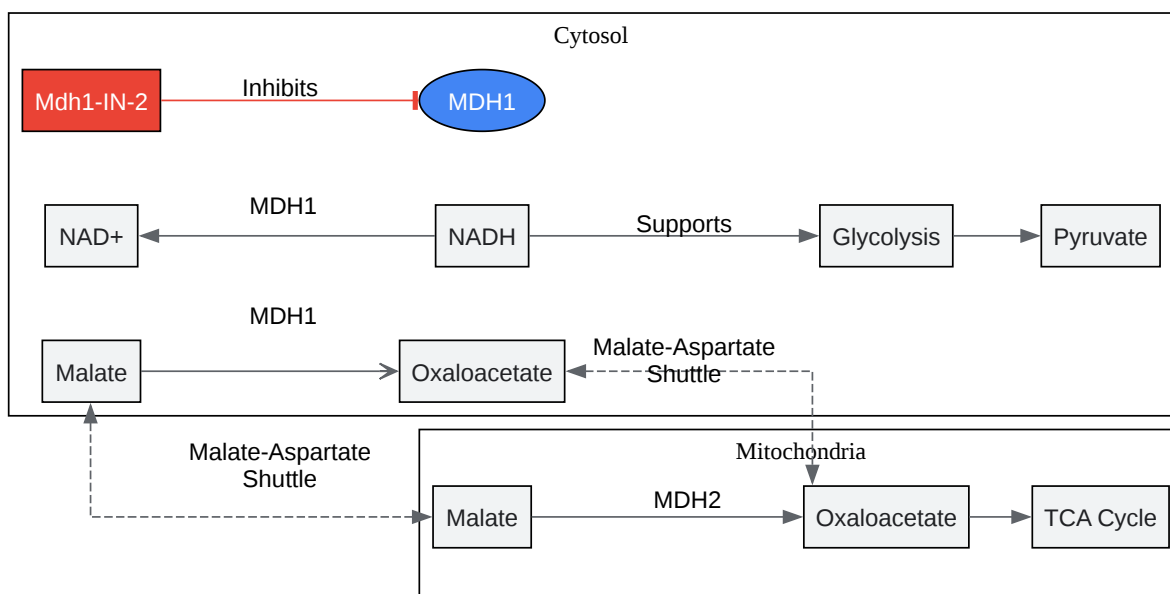 Cytosol
Mdh1-IN-2
Inhibits
MDH1
MDH1
NAD+
NADH
Supports
Glycolysis
Pyruvate
MDH1
Malate
Oxaloacetate
Malate-Aspartate
Shuttle
Malate-Aspartate
Shuttle
Mitochondria
Malate
MDH2
Oxaloacetate
TCA Cycle